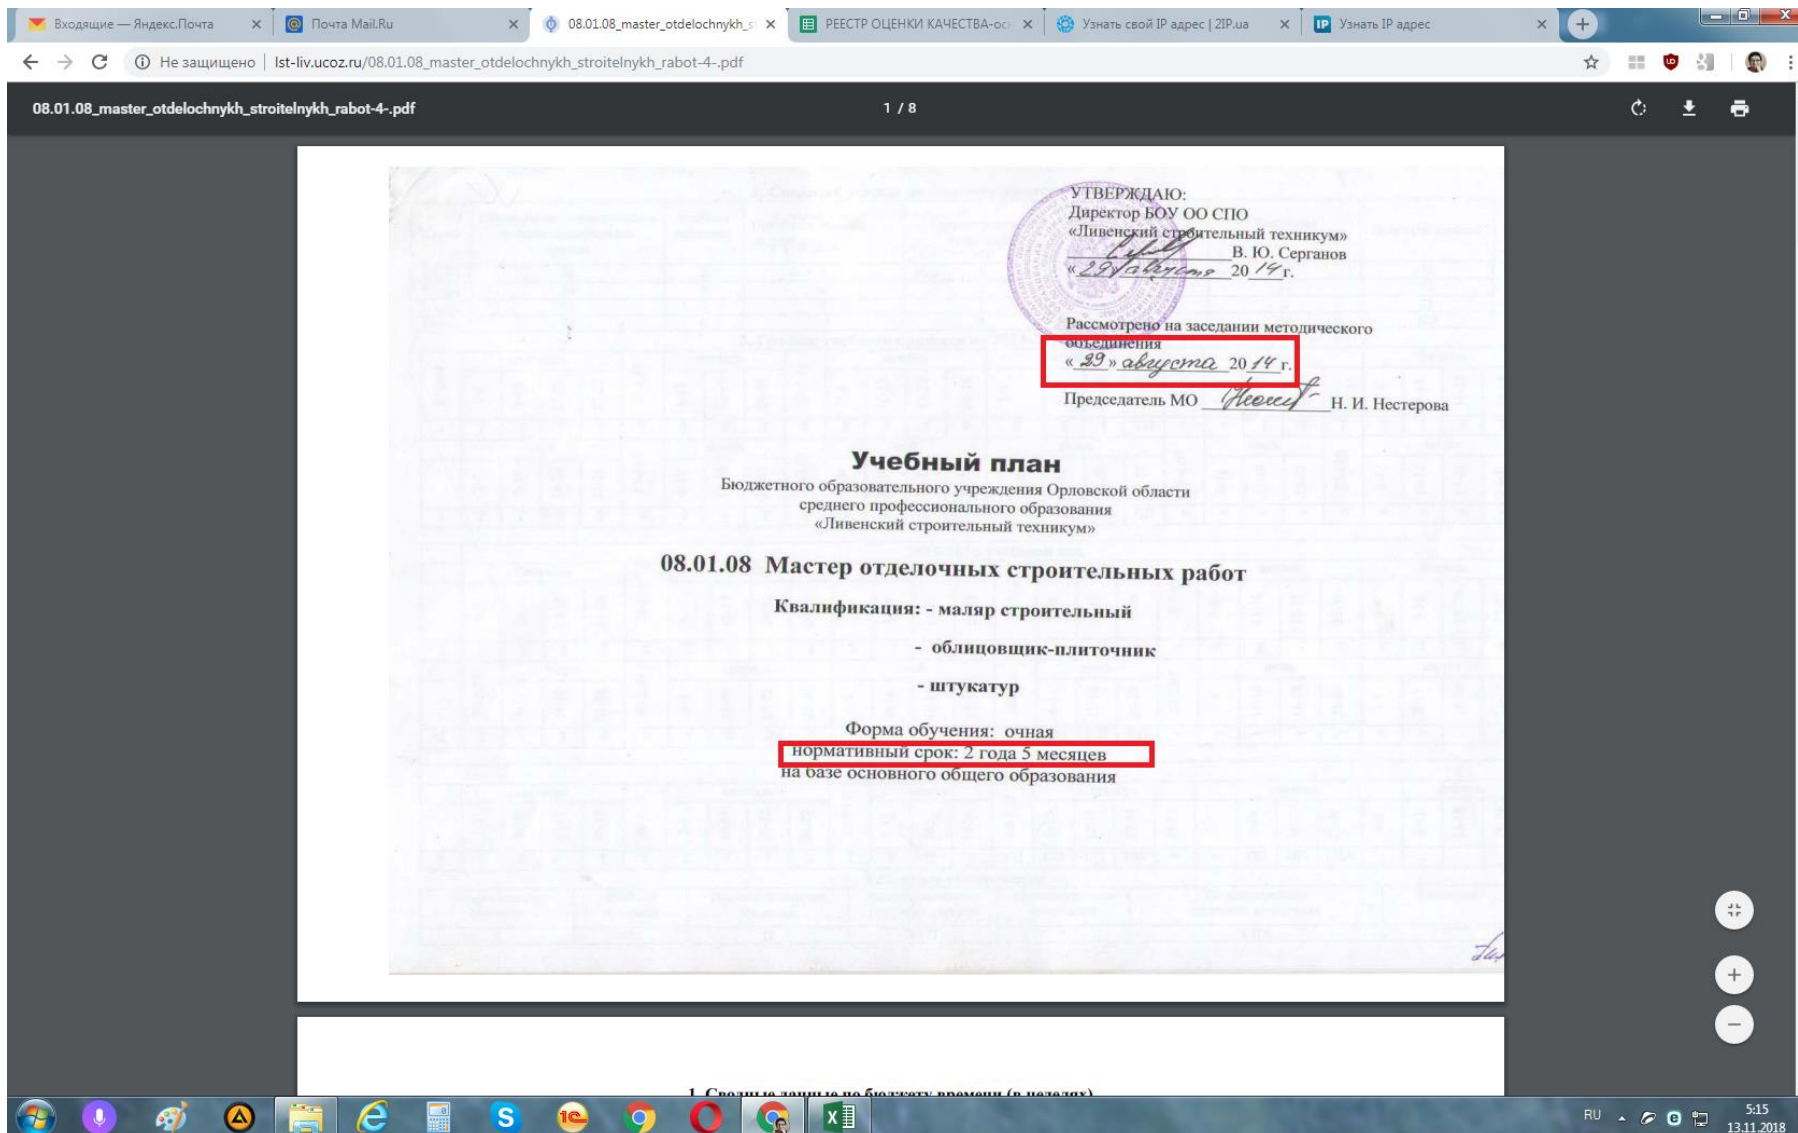 Входящие — Яндекс.Почта
Почта Mail.Ru
08.01.08_master_otdelochnykh_s
РЕЕСТР ОЦЕНКИ КАЧЕСТВА-осн
Узнать свой IP адрес | 2IP.ua
IP Узнать IP адрес
Не защищено | lst-liv.ucoz.ru/08.01.08_master_otdelochnykh_stroitelnykh_rabot-4-.pdf
08.01.08_master_otdelochnykh_stroitelnykh_rabot-4-.pdf
1 / 8
УТВЕРЖДАЮ:
Директор БОУ ОО СПО
«Ливенский строительный техникум»
В. Ю. Серганов
« 29 » августа 20 14 г.
Рассмотрено на заседании методического
объединения
« 29 » августа 20 14 г.
Председатель МО Н. И. Нестерова
Учебный план
Бюджетного образовательного учреждения Орловской области
среднего профессионального образования
«Ливенский строительный техникум»
08.01.08 Мастер отделочных строительных работ
Квалификация: - маляр строительный
- облицовщик-плиточник
- штукатур
Форма обучения: очная
нормативный срок: 2 года 5 месяцев
на базе основного общего образования
1. Сводные данные по бюджету времени (в неделях)
RU
5:15
13.11.2018